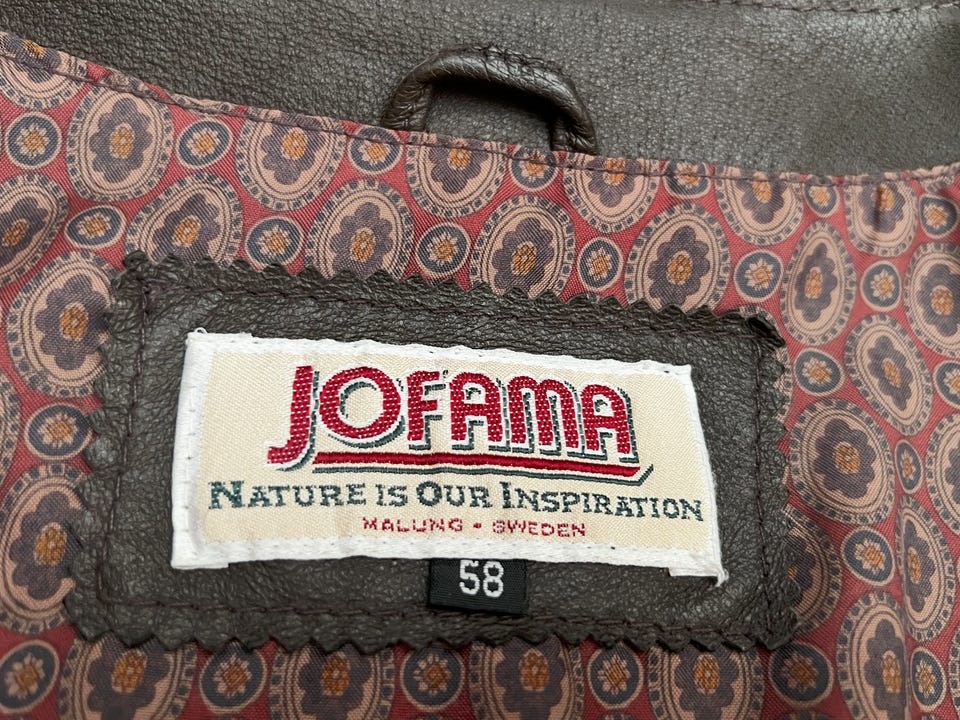 JOFAMA
NATURE IS OUR INSPIRATION
MALUNG • SWEDEN
58